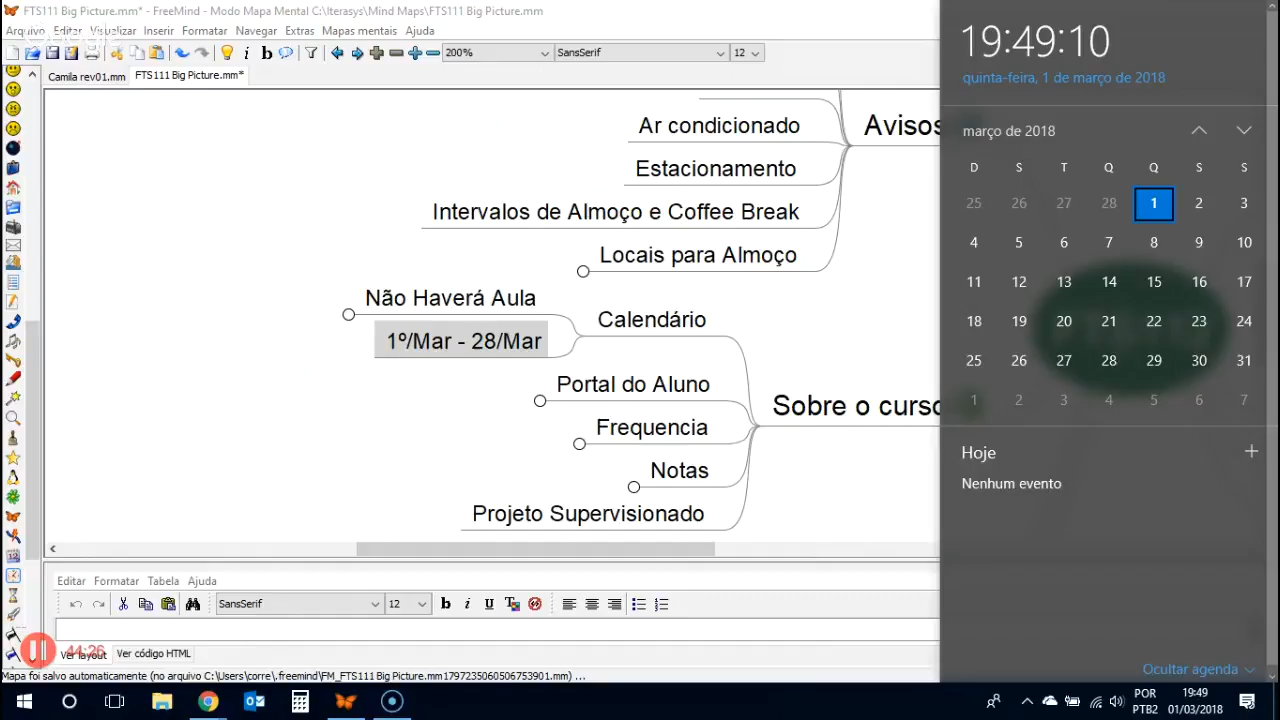 FTS111 Big Picture.mm* - FreeMind - Modo Mapa Mental C:\Iterasys\Mind Maps\FTS111 Big Picture.mm
Arquivo Editar Visualizar Inserir Formatar Navegar Extras Mapas mentais Ajuda
200% SansSerif 12
Camila rev01.mm FTS111 Big Picture.mm*
Ar condicionado
Estacionamento
Intervalos de Almoço e Coffee Break
Locais para Almoço
Avisos
Não Haverá Aula
1º/Mar - 28/Mar
Calendário
Portal do Aluno
Frequencia
Notas
Projeto Supervisionado
Sobre o curso
Editar Formatar Tabela Ajuda
SansSerif 12
44:26
Ver layout Ver código HTML
Mapa foi salvo automaticamente (no arquivo C:\Users\corre\.freemind\FM_FTS111 Big Picture.mm1797235060506753901.mm) ...
19:49:10
quinta-feira, 1 de março de 2018
março de 2018
D S T Q Q S S
25 26 27 28 1 2 3
4 5 6 7 8 9 10
11 12 13 14 15 16 17
18 19 20 21 22 23 24
25 26 27 28 29 30 31
1 2 3 4 5 6 7
Hoje
Nenhum evento
Ocultar agenda
POR
PTB2
19:49
01/03/2018